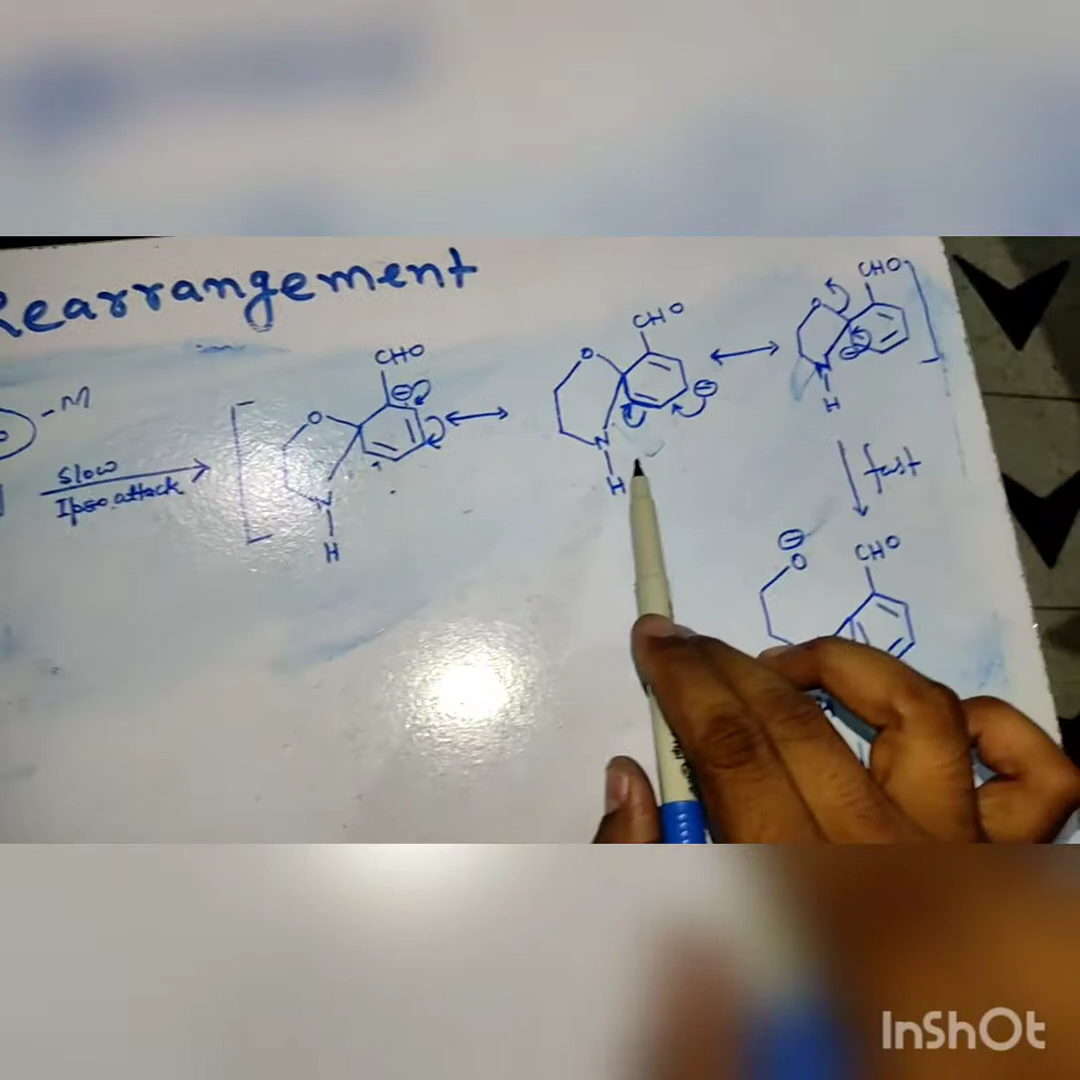 Rearrangement
-M
Slow
Ipso attack
CHO
O
N
H
⊖
CHO
O
N
H
⊖
CHO
O
N
H
⊖
fast
⊖
O
CHO
InShOt